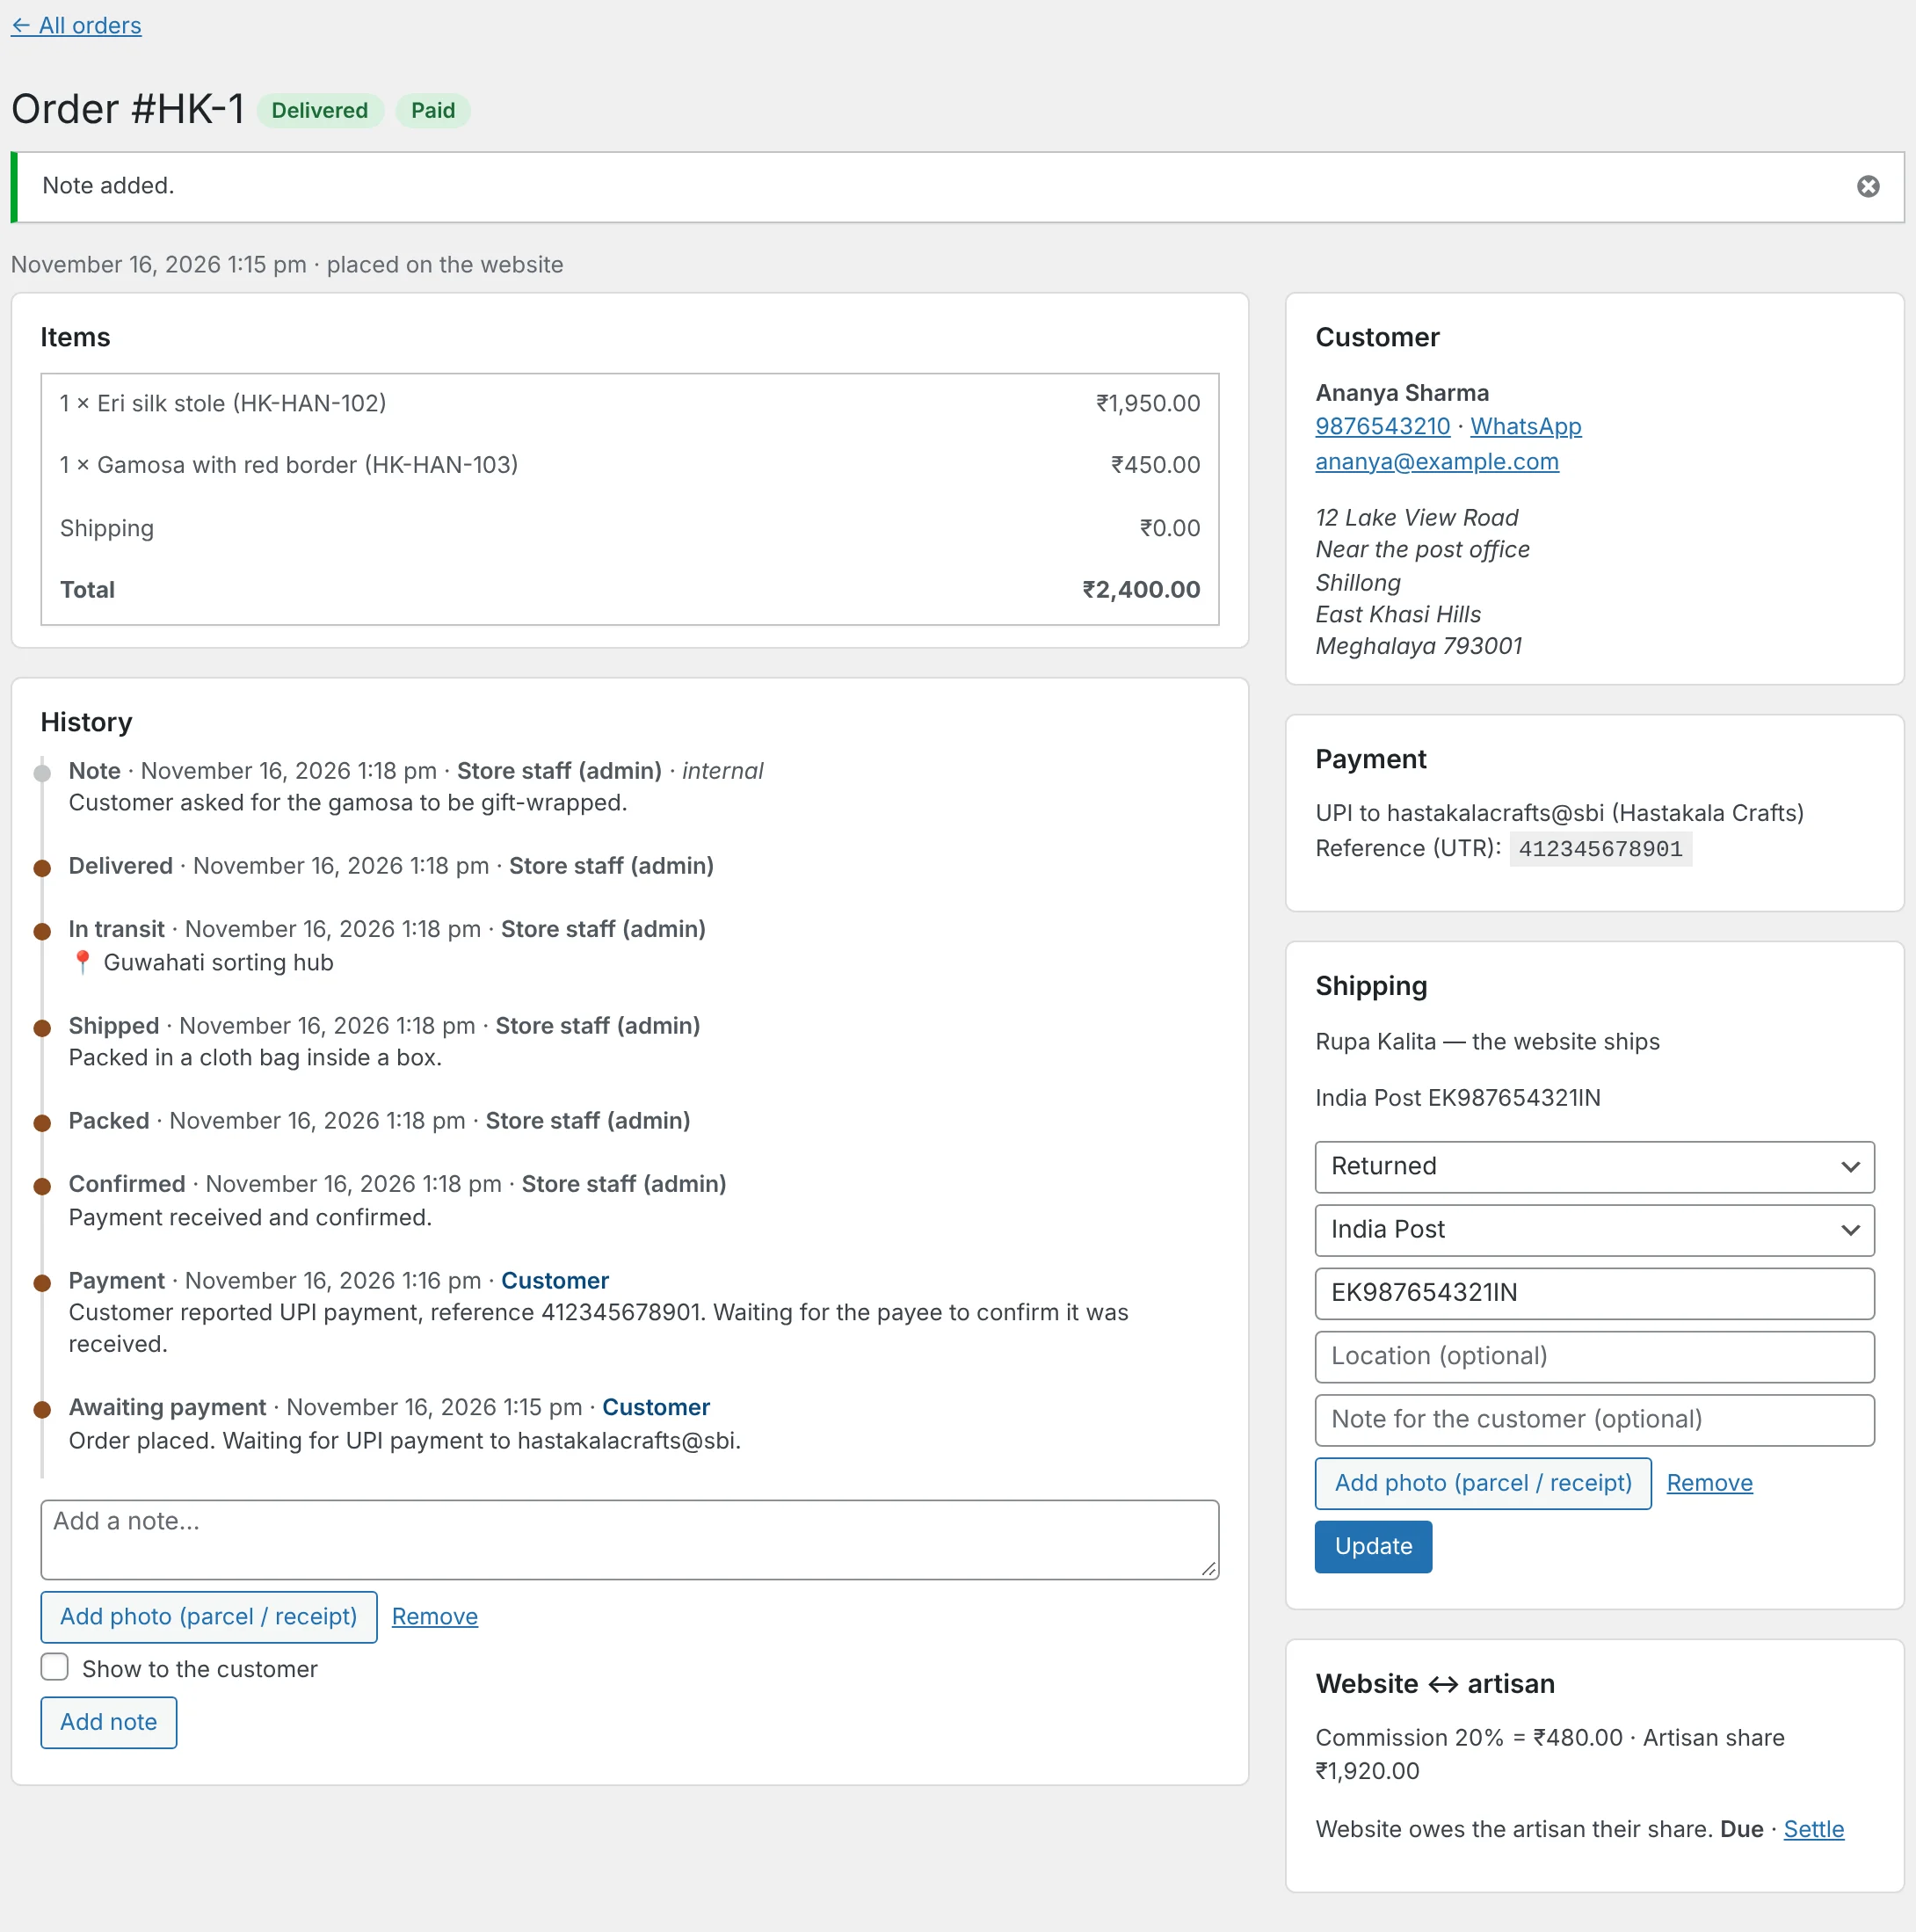 ← All orders
Order #HK-1 Delivered Paid
Note added.
November 16, 2026 1:15 pm · placed on the website
Items
1 × Eri silk stole (HK-HAN-102) ₹1,950.00
1 × Gamosa with red border (HK-HAN-103) ₹450.00
Shipping ₹0.00
Total ₹2,400.00
History
Note · November 16, 2026 1:18 pm · Store staff (admin) · internal
Customer asked for the gamosa to be gift-wrapped.
Delivered · November 16, 2026 1:18 pm · Store staff (admin)
In transit · November 16, 2026 1:18 pm · Store staff (admin)
📍 Guwahati sorting hub
Shipped · November 16, 2026 1:18 pm · Store staff (admin)
Packed in a cloth bag inside a box.
Packed · November 16, 2026 1:18 pm · Store staff (admin)
Confirmed · November 16, 2026 1:18 pm · Store staff (admin)
Payment received and confirmed.
Payment · November 16, 2026 1:16 pm · Customer
Customer reported UPI payment, reference 412345678901. Waiting for the payee to confirm it was
received.
Awaiting payment · November 16, 2026 1:15 pm · Customer
Order placed. Waiting for UPI payment to hastakalacrafts@sbi.
Add a note...
Add photo (parcel / receipt) Remove
Show to the customer
Add note
Customer
Ananya Sharma
9876543210 · WhatsApp
ananya@example.com
12 Lake View Road
Near the post office
Shillong
East Khasi Hills
Meghalaya 793001
Payment
UPI to hastakalacrafts@sbi (Hastakala Crafts)
Reference (UTR): 412345678901
Shipping
Rupa Kalita — the website ships
India Post EK987654321IN
Returned
India Post
EK987654321IN
Location (optional)
Note for the customer (optional)
Add photo (parcel / receipt) Remove
Update
Website ↔ artisan
Commission 20% = ₹480.00 · Artisan share
₹1,920.00
Website owes the artisan their share. Due · Settle